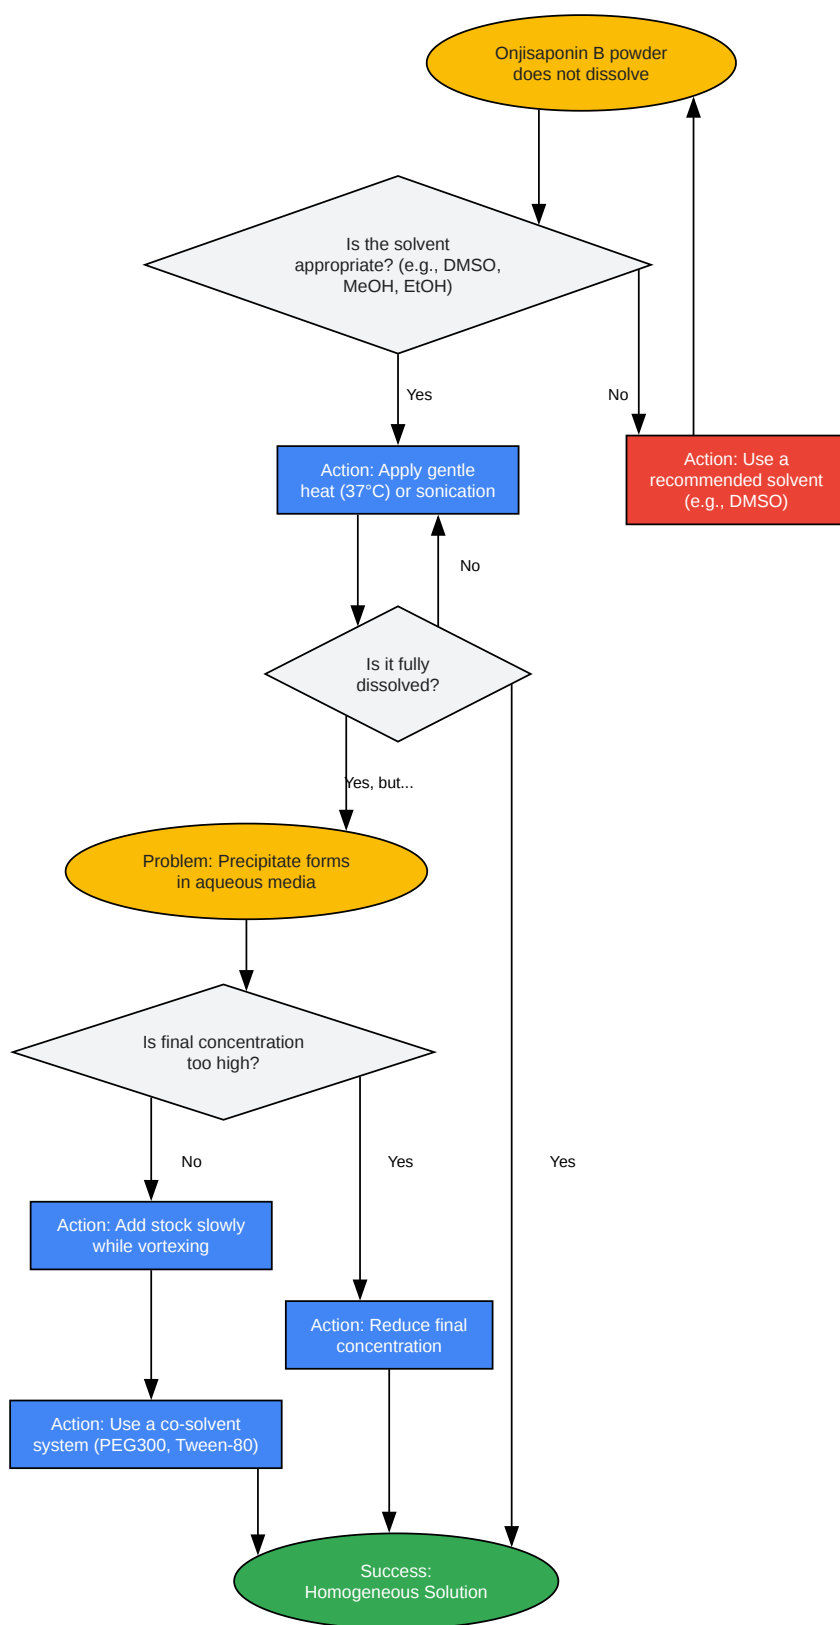 Onjisaponin B powder
does not dissolve
Is the solvent
appropriate? (e.g., DMSO,
MeOH, EtOH)
Yes
No
Action: Apply gentle
heat (37°C) or sonication
Action: Use a
recommended solvent
(e.g., DMSO)
No
Is it fully
dissolved?
Yes, but...
Problem: Precipitate forms
in aqueous media
Is final concentration
too high?
No
Yes
Yes
Action: Add stock slowly
while vortexing
Action: Reduce final
concentration
Action: Use a co-solvent
system (PEG300, Tween-80)
Success:
Homogeneous Solution